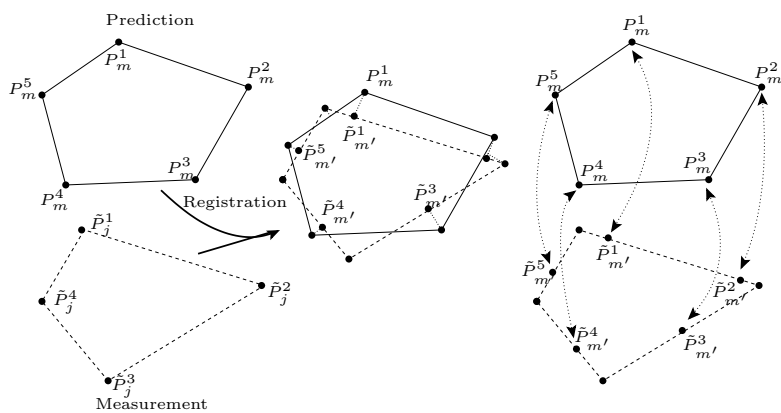 Prediction
P_m^1
P_m^2
P_m^5
P_m^3
P_m^4
Registration
P̃_j^1
P̃_j^2
P̃_j^4
P̃_j^3
Measurement
P_m^1
P̃_{m'}^1
P̃_{m'}^5
P̃_{m'}^3
P̃_{m'}^4
P_m^1
P_m^2
P_m^5
P_m^3
P_m^4
P̃_{m'}^1
P̃_{m'}^5
P̃_{m'}^2
P̃_{m'}^4
P̃_{m'}^3